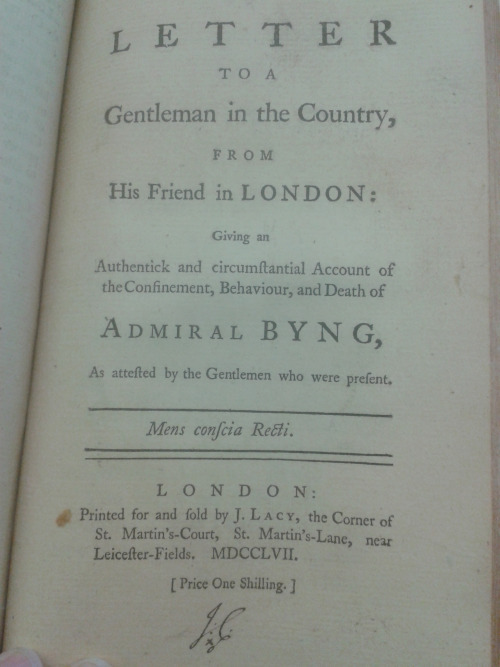 LETTER
TO A
Gentleman in the Country,
FROM
His Friend in LONDON:
Giving an
Authentick and circumſtantial Account of
the Confinement, Behaviour, and Death of
ADMIRAL BYNG,
As atteſted by the Gentlemen who were preſent.
Mens conſcia Recti.
LONDON:
Printed for and ſold by J. LACY, the Corner of
St. Martin's-Court, St. Martin's-Lane, near
Leiceſter-Fields. MDCCLVII.
[ Price One Shilling. ]